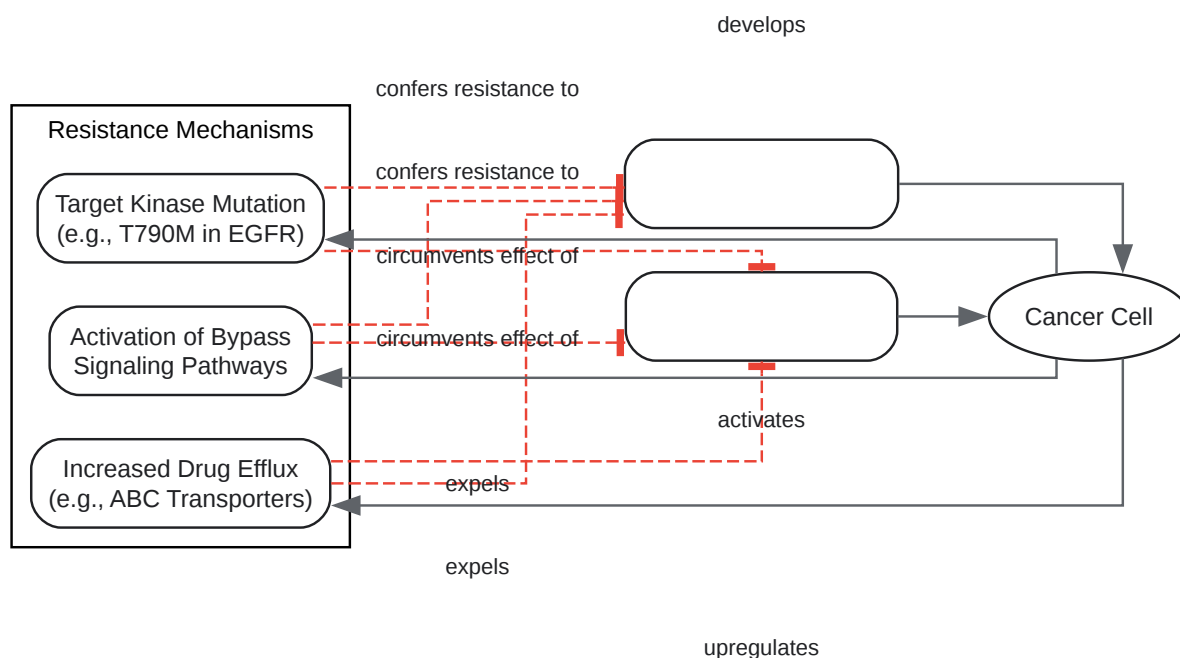 develops
confers resistance to
Resistance Mechanisms
confers resistance to
Target Kinase Mutation
(e.g., T790M in EGFR)
circumvents effect of
Activation of Bypass
Signaling Pathways
circumvents effect of
Cancer Cell
activates
Increased Drug Efflux
(e.g., ABC Transporters)
expels
expels
upregulates